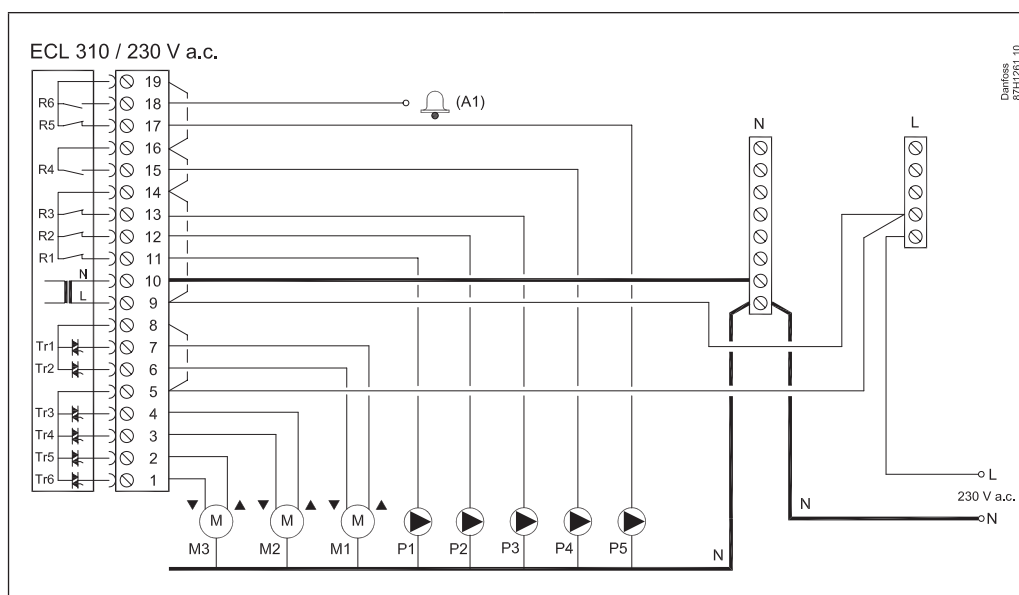 ECL 310 / 230 V a.c.
Danfoss
87H1261.10
19
R6 18 (A1)
R5 17
N L
16
R4 15
14
R3 13
R2 12
R1 11
N 10
L 9
8
Tr1 7
Tr2 6
5
Tr3 4
Tr4 3
Tr5 2
Tr6 1
L
230 V a.c.
N N
M M M
M3 M2 M1 P1 P2 P3 P4 P5 N